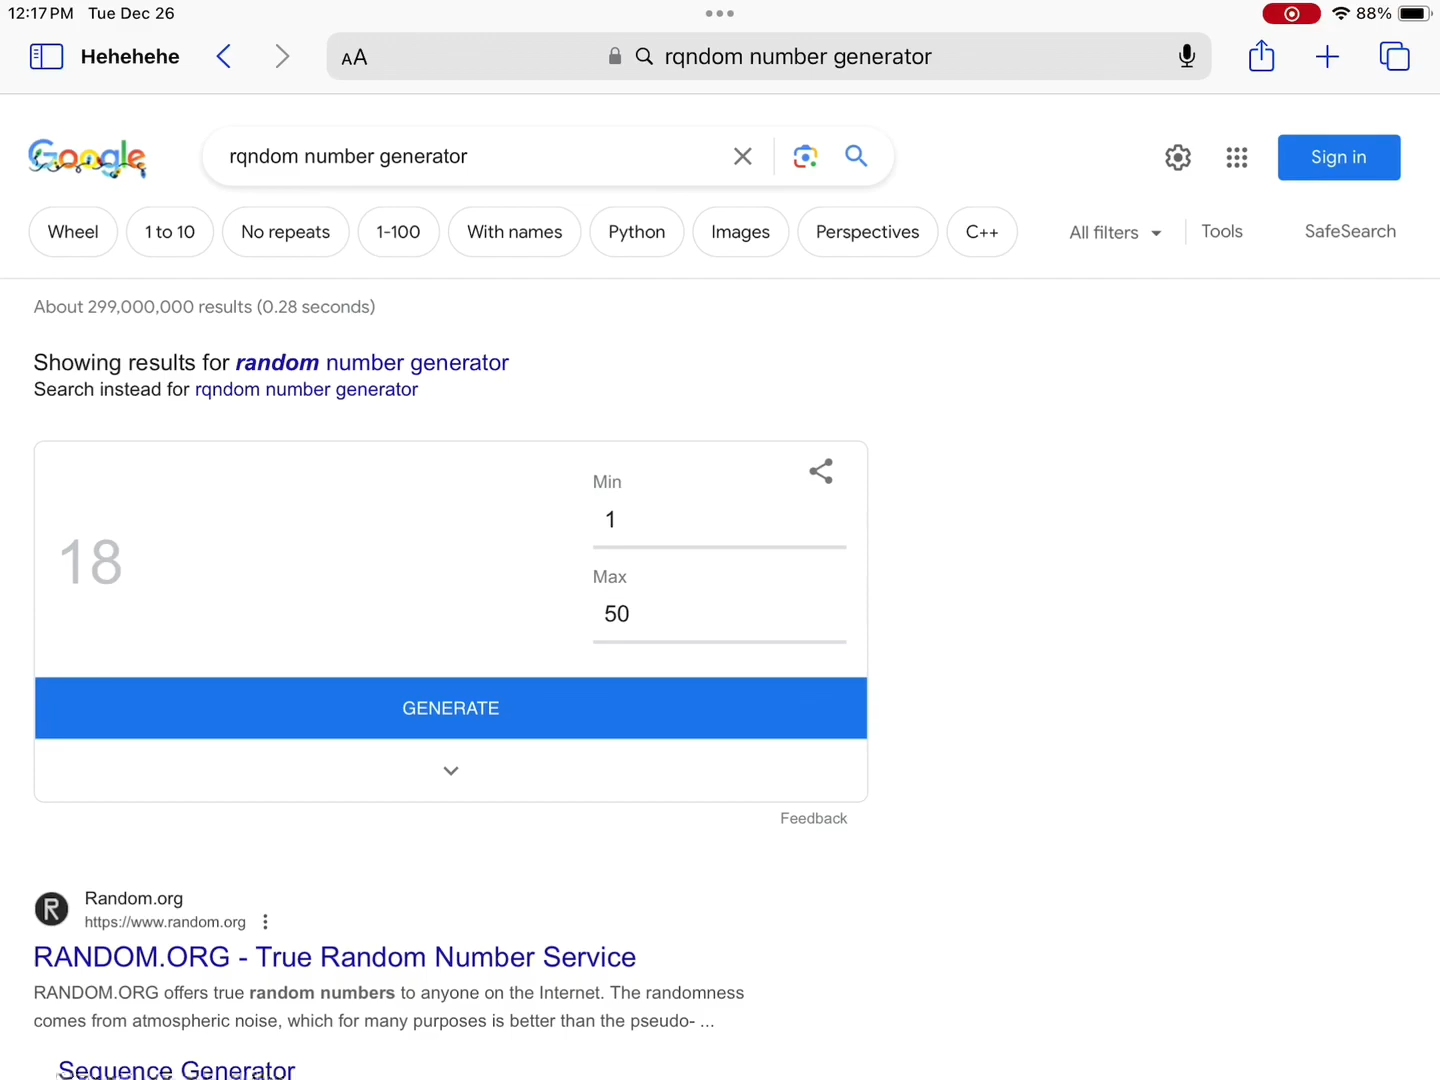 12:17 PM Tue Dec 26
88%
Hehehehe
AA
rqndom number generator
Google
rqndom number generator
Sign in
Wheel
1 to 10
No repeats
1-100
With names
Python
Images
Perspectives
C++
All filters
Tools
SafeSearch
About 299,000,000 results (0.28 seconds)
Showing results for random number generator
Search instead for rqndom number generator
Min
1
18
Max
50
GENERATE
Feedback
R
Random.org
https://www.random.org
RANDOM.ORG - True Random Number Service
RANDOM.ORG offers true random numbers to anyone on the Internet. The randomness
comes from atmospheric noise, which for many purposes is better than the pseudo- ...
Sequence Generator